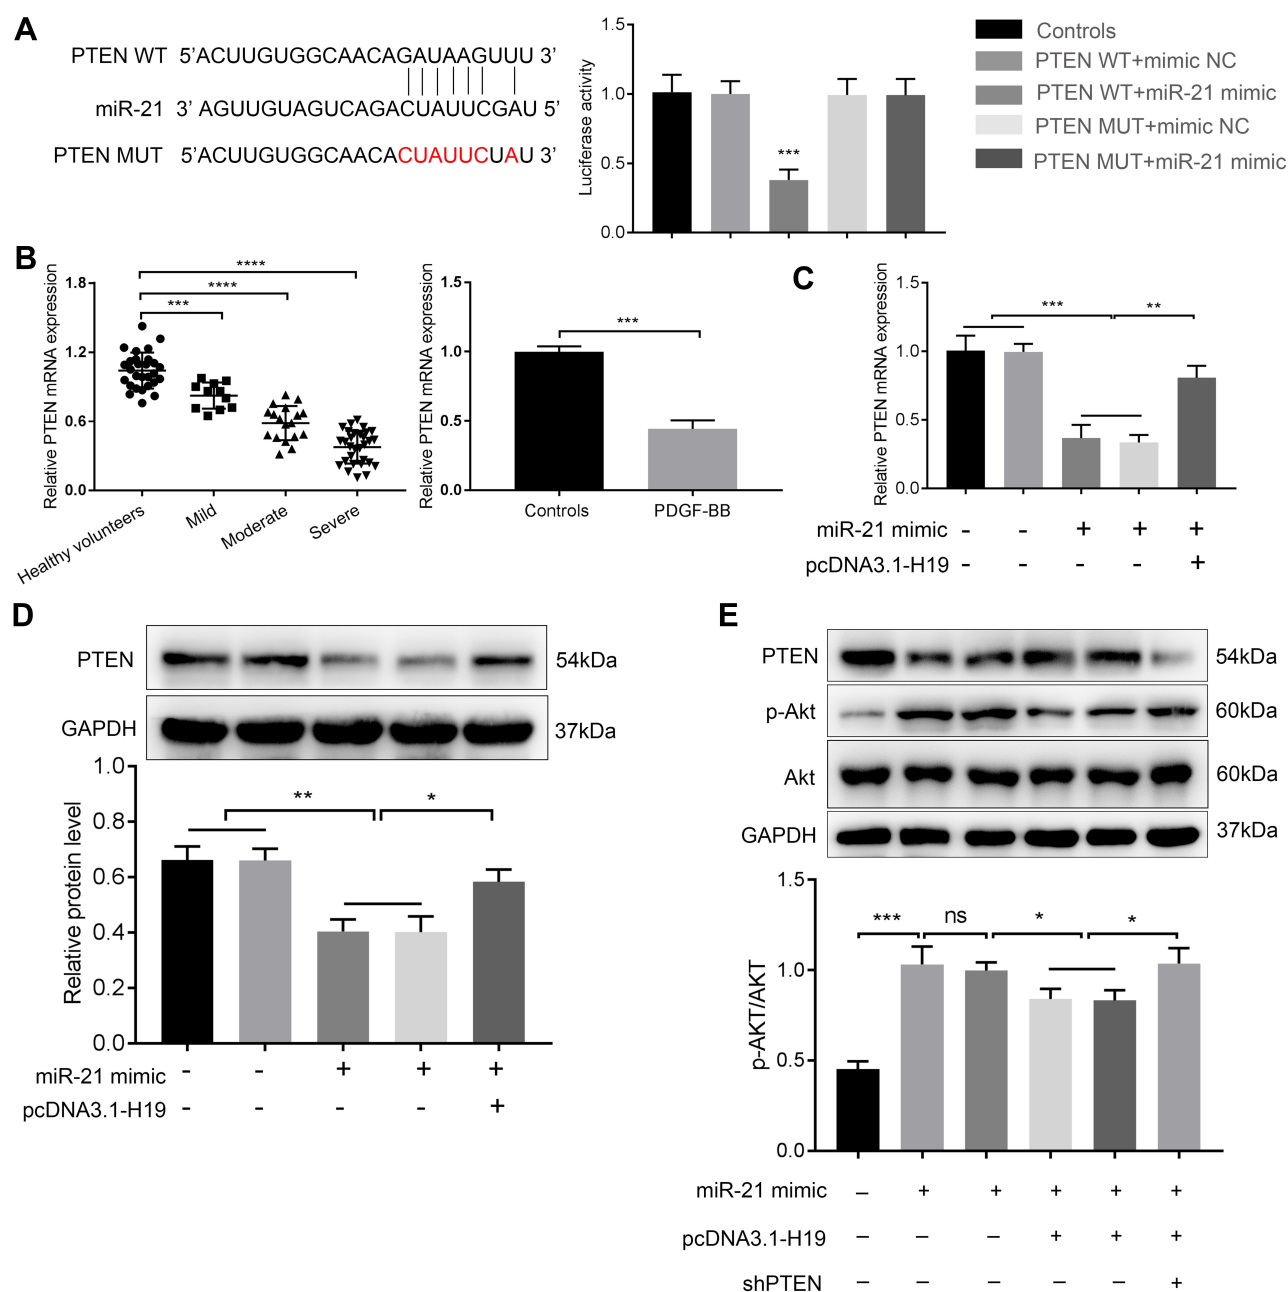 A
PTEN WT 5'ACUUGUGGCAACAGAUAAGUUU 3'
miR-21 3' AGUUGUAGUCAGACUAUUCGAU 5'
PTEN MUT 5'ACUUGUGGCAACACUAUUCUAU 3'
Luciferase activity
1.5
1.0
0.5
0.0
***
Controls
PTEN WT+mimic NC
PTEN WT+miR-21 mimic
PTEN MUT+mimic NC
PTEN MUT+miR-21 mimic
B
Relative PTEN mRNA expression
1.8
1.2
0.6
0.0
****
****
***
Healthy volunteers
Mild
Moderate
Severe
Relative PTEN mRNA expression
1.5
1.0
0.5
0.0
***
Controls
PDGF-BB
C
Relative PTEN mRNA expression
1.5
1.0
0.5
0.0
***
**
miR-21 mimic - - + + +
pcDNA3.1-H19 - - - - +
D
PTEN
54kDa
GAPDH
37kDa
Relative protein level
1.0
0.8
0.6
0.4
0.2
0.0
**
*
miR-21 mimic - - + + +
pcDNA3.1-H19 - - - - +
E
PTEN
54kDa
p-Akt
60kDa
Akt
60kDa
GAPDH
37kDa
p-AKT/AKT
1.5
1.0
0.5
0.0
***
ns
*
*
miR-21 mimic – + + + + +
pcDNA3.1-H19 – – – + + +
shPTEN – – – – – +